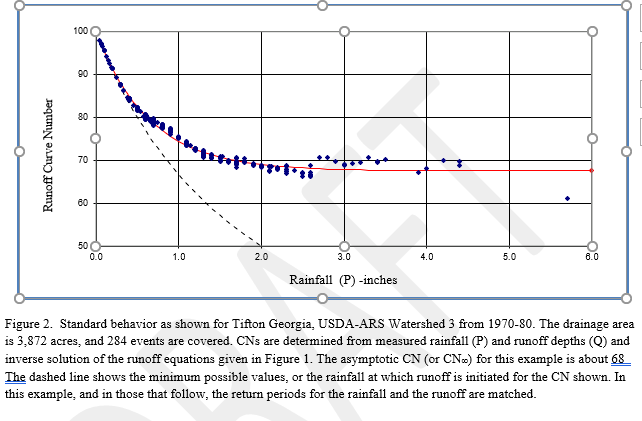 100
90
80
70
60
50
Runoff Curve Number
0.0 1.0 2.0 3.0 4.0 5.0 6.0
Rainfall (P) -inches
Figure 2. Standard behavior as shown for Tifton Georgia, USDA-ARS Watershed 3 from 1970-80. The drainage area
is 3,872 acres, and 284 events are covered. CNs are determined from measured rainfall (P) and runoff depths (Q) and
inverse solution of the runoff equations given in Figure 1. The asymptotic CN (or CN∞) for this example is about 68
The dashed line shows the minimum possible values, or the rainfall at which runoff is initiated for the CN shown. In
this example, and in those that follow, the return periods for the rainfall and the runoff are matched.
DRAFT